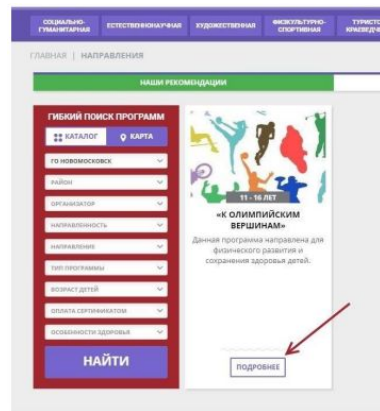 СОЦИАЛЬНО-
ГУМАНИТАРНАЯ
ЕСТЕСТВЕННОНАУЧНАЯ
ХУДОЖЕСТВЕННАЯ
ФИЗКУЛЬТУРНО-
СПОРТИВНАЯ
ГЛАВНАЯ | НАПРАВЛЕНИЯ
НАШИ РЕКОМЕНДАЦИИ
ГИБКИЙ ПОИСК ПРОГРАММ
КАТАЛОГ
КАРТА
ГО НОВОМОСКОВСК
РАЙОН
ОРГАНИЗАТОР
НАПРАВЛЕННОСТЬ
НАПРАВЛЕНИЕ
ТИП ПРОГРАММЫ
ВОЗРАСТ ДЕТЕЙ
ОПЛАТА СЕРТИФИКАТОМ
ОСОБЕННОСТИ ЗДОРОВЬЯ
НАЙТИ
11 - 16 ЛЕТ
«К ОЛИМПИЙСКИМ
ВЕРШИНАМ»
Данная программа направлена для
физического развития и
сохранения здоровья детей.
ПОДРОБНЕЕ